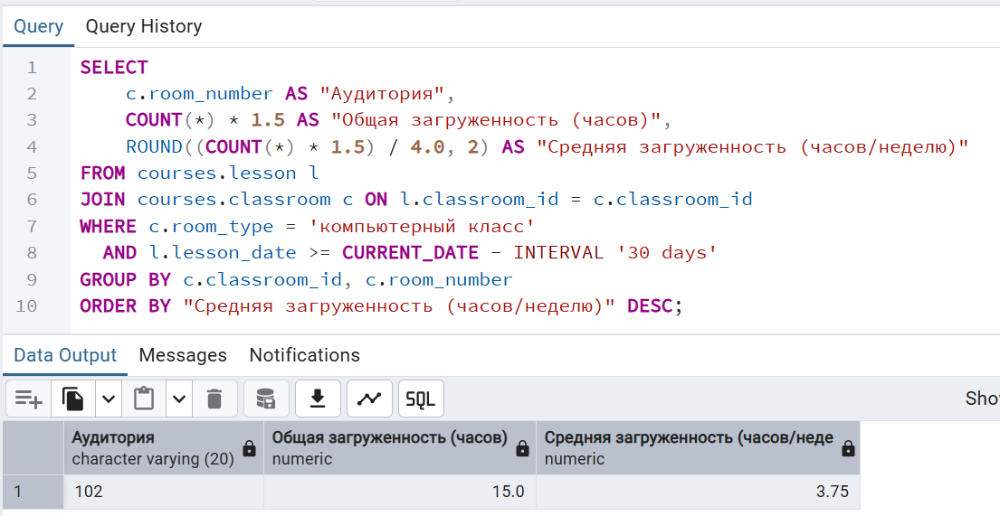 Query Query History
1 SELECT
2 c.room_number AS "Аудитория",
3 COUNT(*) * 1.5 AS "Общая загруженность (часов)",
4 ROUND((COUNT(*) * 1.5) / 4.0, 2) AS "Средняя загруженность (часов/неделю)"
5 FROM courses.lesson l
6 JOIN courses.classroom c ON l.classroom_id = c.classroom_id
7 WHERE c.room_type = 'компьютерный класс'
8 AND l.lesson_date >= CURRENT_DATE - INTERVAL '30 days'
9 GROUP BY c.classroom_id, c.room_number
10 ORDER BY "Средняя загруженность (часов/неделю)" DESC;
Data Output Messages Notifications
SQL Sho
Аудитория Общая загруженность (часов) Средняя загруженность (часов/неде
character varying (20) numeric numeric
1 102 15.0 3.75